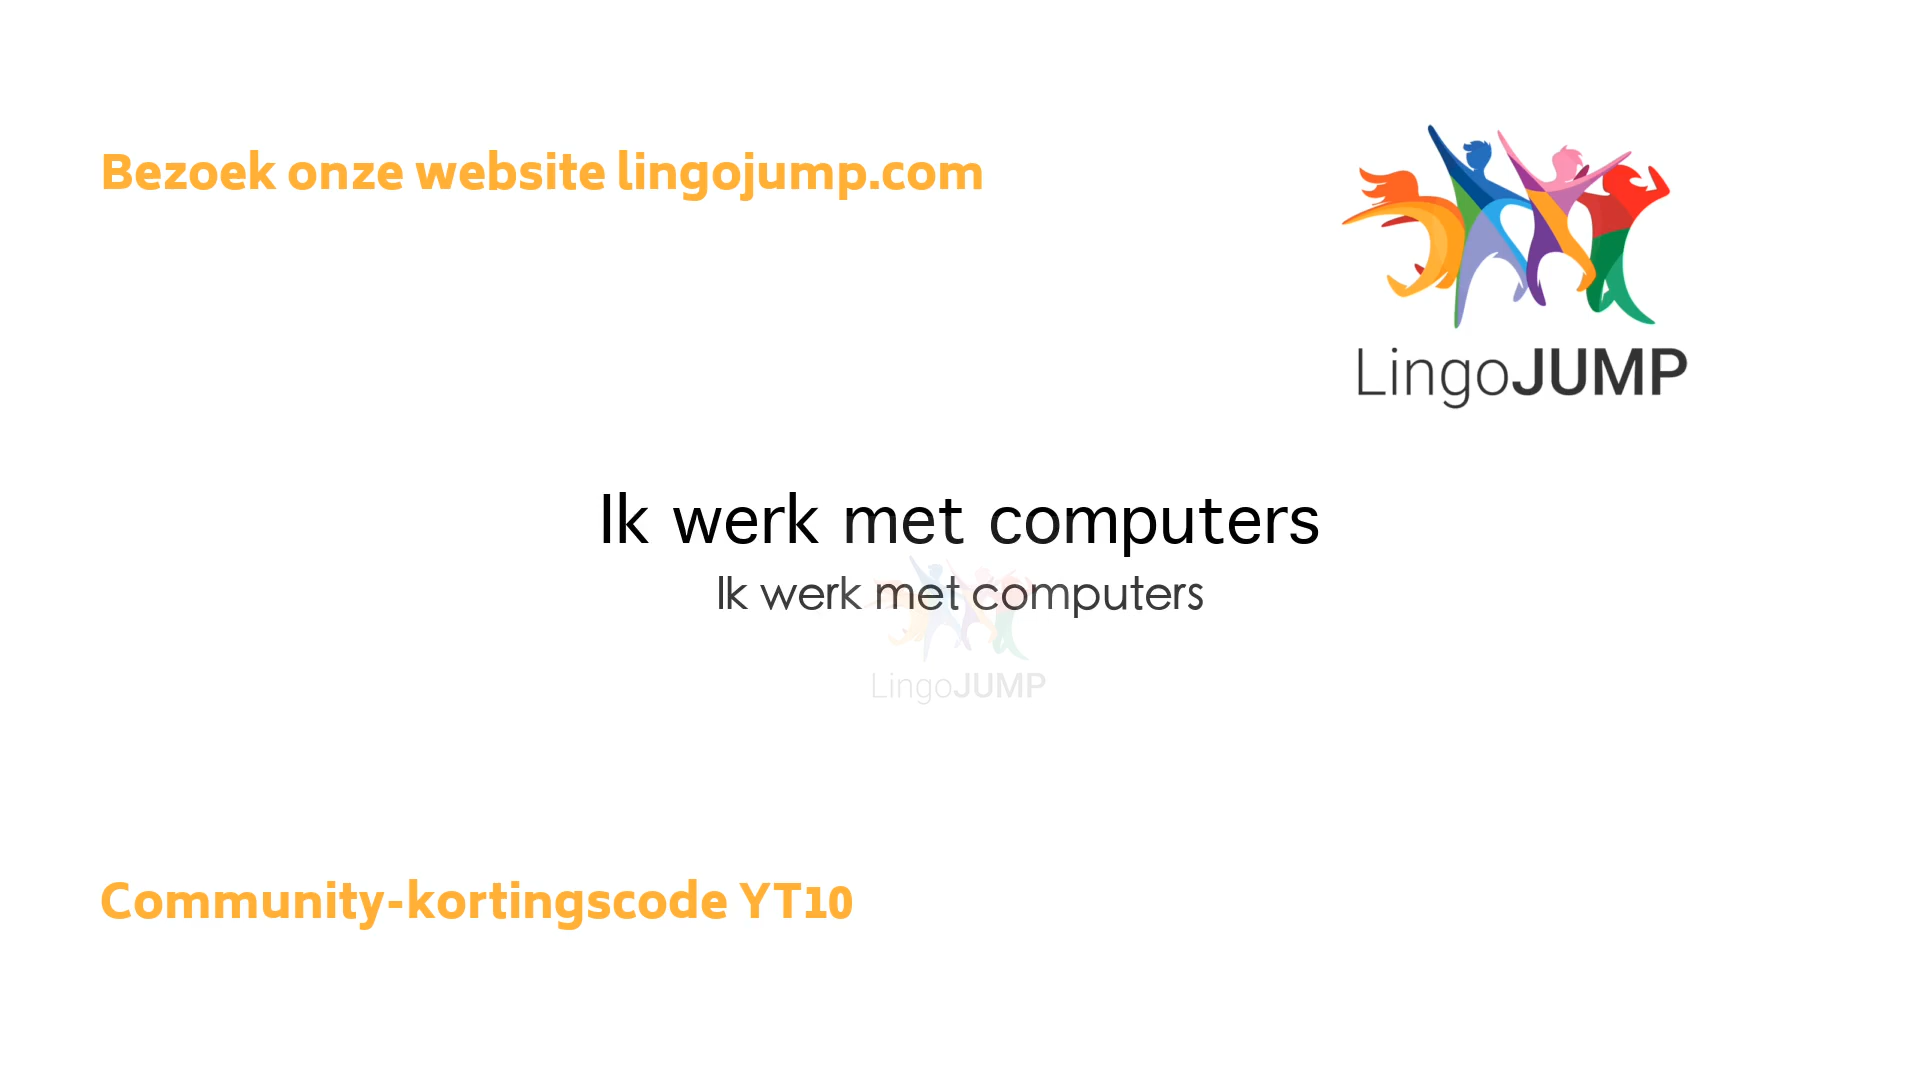 Bezoek onze website lingojump.com
LingoJUMP
Ik werk met computers
Ik werk met computers
LingoJUMP
Community-kortingscode YT10